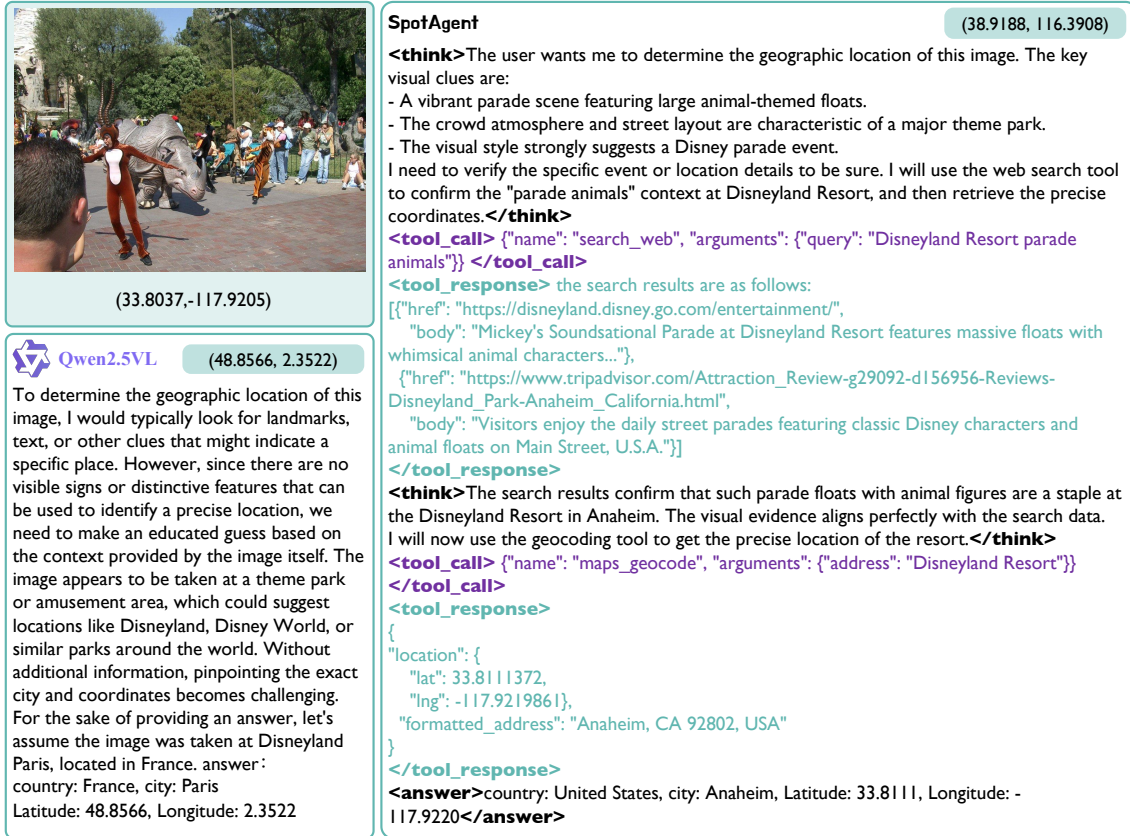 (33.8037,-117.9205)
Qwen2.5VL
(48.8566, 2.3522)
To determine the geographic location of this
image, I would typically look for landmarks,
text, or other clues that might indicate a
specific place. However, since there are no
visible signs or distinctive features that can
be used to identify a precise location, we
need to make an educated guess based on
the context provided by the image itself. The
image appears to be taken at a theme park
or amusement area, which could suggest
locations like Disneyland, Disney World, or
similar parks around the world. Without
additional information, pinpointing the exact
city and coordinates becomes challenging.
For the sake of providing an answer, let's
assume the image was taken at Disneyland
Paris, located in France. answer:
country: France, city: Paris
Latitude: 48.8566, Longitude: 2.3522
SpotAgent
(38.9188, 116.3908)
<think>The user wants me to determine the geographic location of this image. The key
visual clues are:
- A vibrant parade scene featuring large animal-themed floats.
- The crowd atmosphere and street layout are characteristic of a major theme park.
- The visual style strongly suggests a Disney parade event.
I need to verify the specific event or location details to be sure. I will use the web search tool
to confirm the "parade animals" context at Disneyland Resort, and then retrieve the precise
coordinates.</think>
<tool_call> {"name": "search_web", "arguments": {"query": "Disneyland Resort parade
animals"}} </tool_call>
<tool_response> the search results are as follows:
[{"href": "https://disneyland.disney.go.com/entertainment/",
"body": "Mickey's Soundsational Parade at Disneyland Resort features massive floats with
whimsical animal characters..."},
{"href": "https://www.tripadvisor.com/Attraction_Review-g29092-d156956-Reviews-
Disneyland_Park-Anaheim_California.html",
"body": "Visitors enjoy the daily street parades featuring classic Disney characters and
animal floats on Main Street, U.S.A."}]
</tool_response>
<think>The search results confirm that such parade floats with animal figures are a staple at
the Disneyland Resort in Anaheim. The visual evidence aligns perfectly with the search data.
I will now use the geocoding tool to get the precise location of the resort.</think>
<tool_call> {"name": "maps_geocode", "arguments": {"address": "Disneyland Resort"}}
</tool_call>
<tool_response>
{
"location": {
"lat": 33.8111372,
"lng": -117.9219861},
"formatted_address": "Anaheim, CA 92802, USA"
}
</tool_response>
<answer>country: United States, city: Anaheim, Latitude: 33.8111, Longitude: -
117.9220</answer>